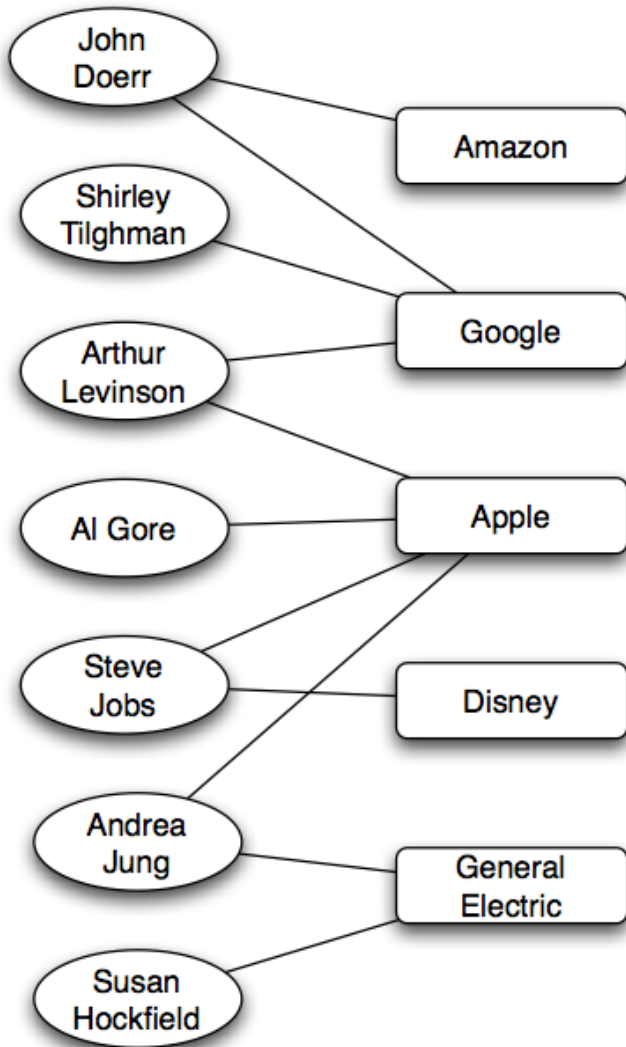 John
Doerr
Amazon
Shirley
Tilghman
Google
Arthur
Levinson
Apple
Al Gore
Steve
Jobs
Disney
Andrea
Jung
General
Electric
Susan
Hockfield